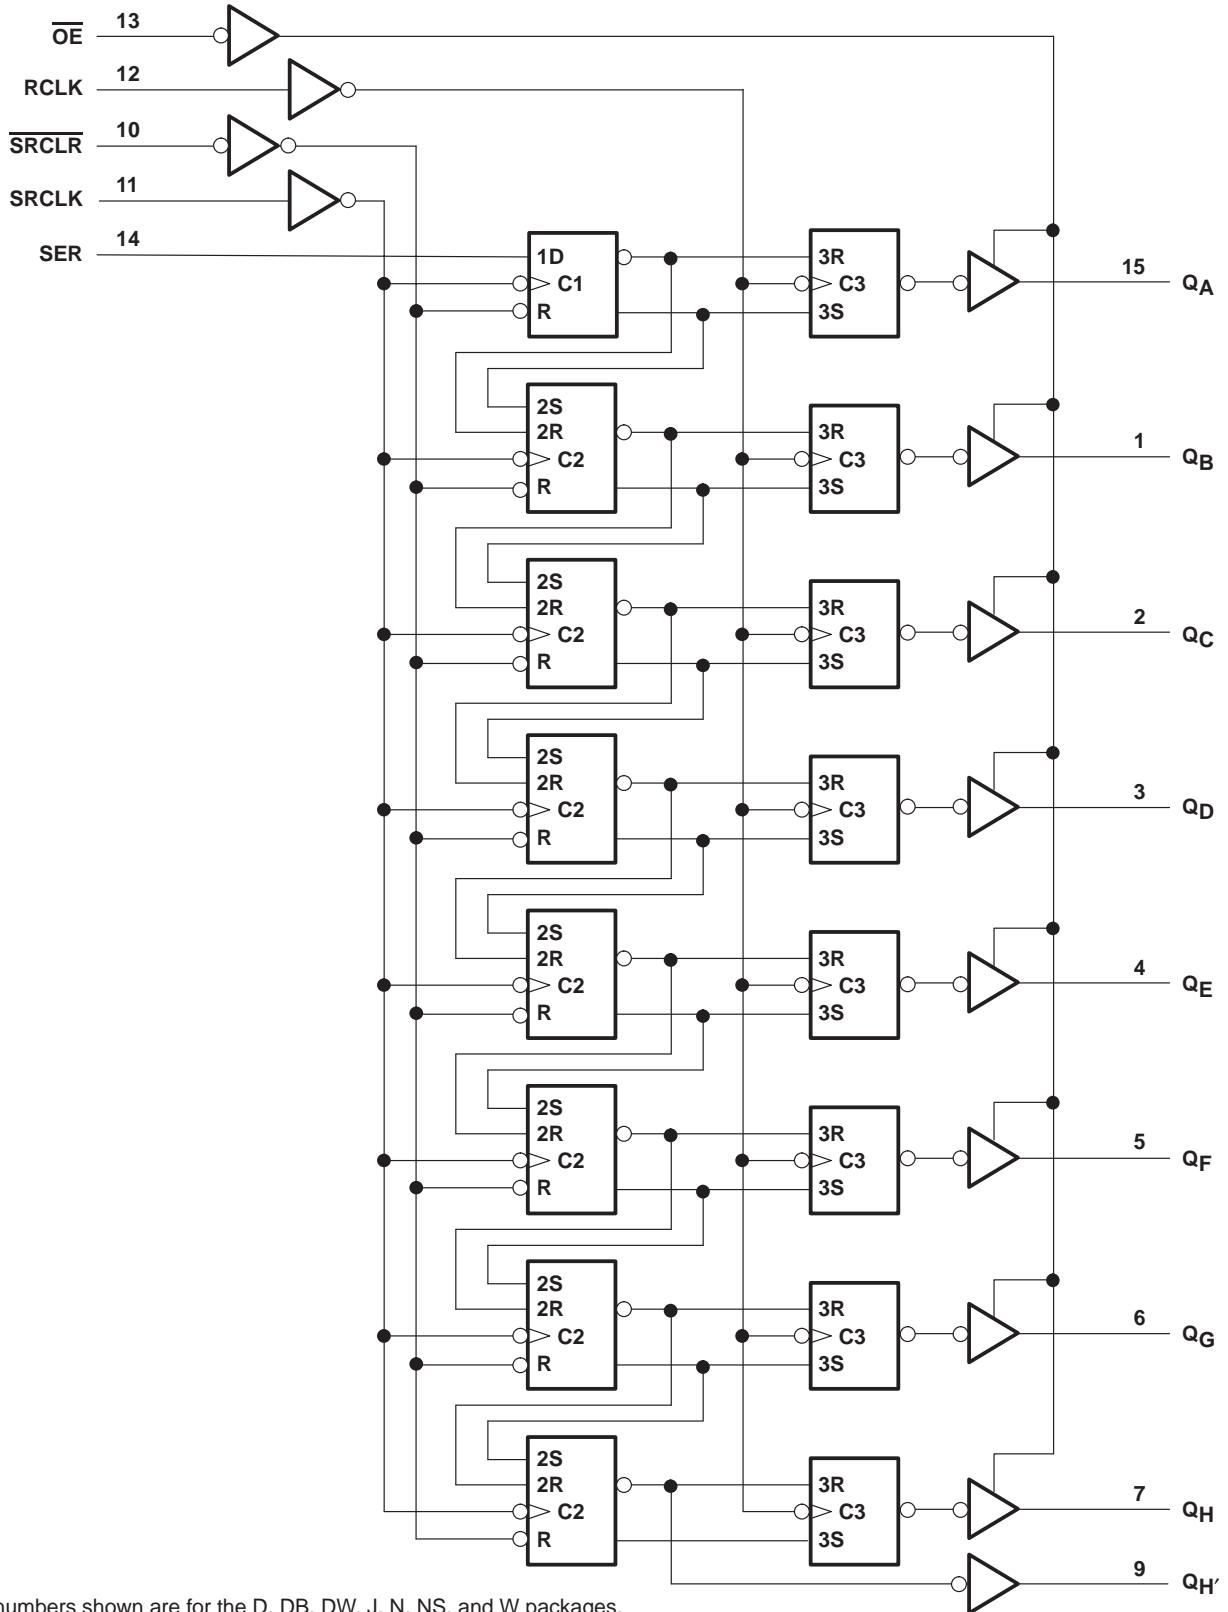 OE 13
RCLK 12
SRCLR 10
SRCLK 11
SER 14
1D
C1
R
3R
C3
3S
15 QA
2S
2R
C2
R
3R
C3
3S
1 QB
2S
2R
C2
R
3R
C3
3S
2 QC
2S
2R
C2
R
3R
C3
3S
3 QD
2S
2R
C2
R
3R
C3
3S
4 QE
2S
2R
C2
R
3R
C3
3S
5 QF
2S
2R
C2
R
3R
C3
3S
6 QG
2S
2R
C2
R
3R
C3
3S
7 QH
9 QH′
numbers shown are for the D, DB, DW, J, N, NS, and W packages.